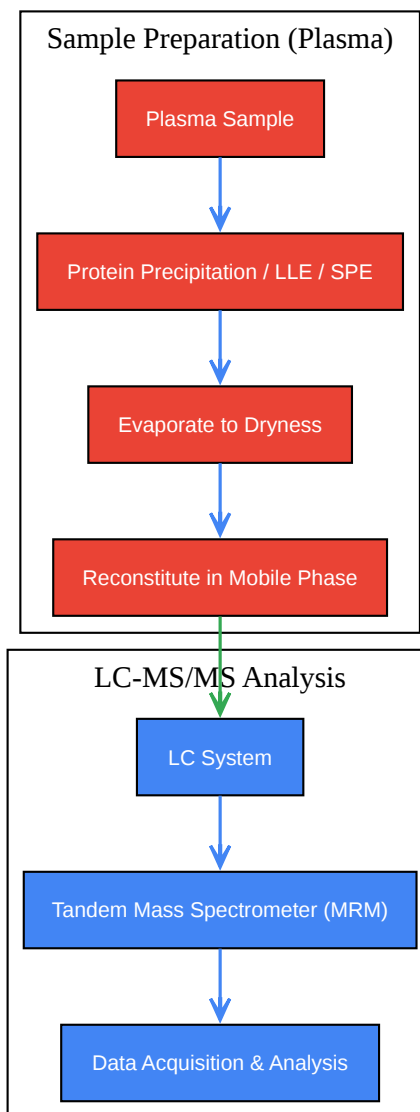 Sample Preparation (Plasma)
Plasma Sample
Protein Precipitation / LLE / SPE
Evaporate to Dryness
Reconstitute in Mobile Phase
LC-MS/MS Analysis
LC System
Tandem Mass Spectrometer (MRM)
Data Acquisition & Analysis